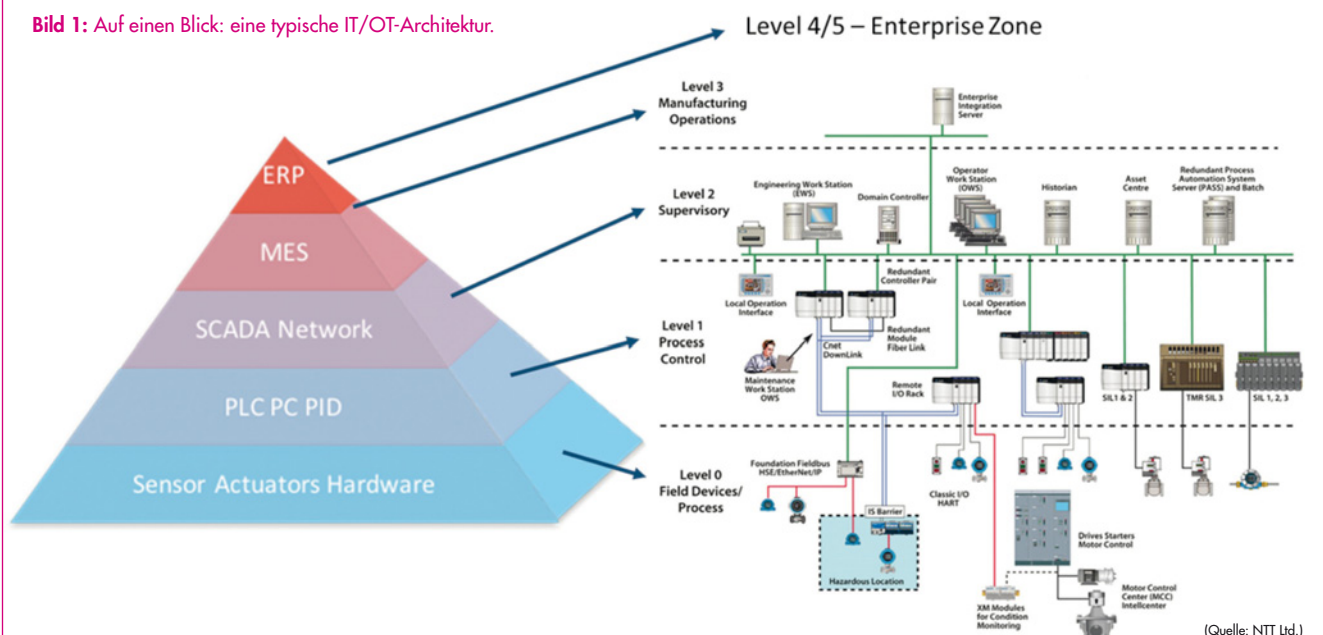 Bild 1: Auf einen Blick: eine typische IT/OT-Architektur.
Level 4/5 – Enterprise Zone
ERP
MES
SCADA Network
PLC PC PID
Sensor Actuators Hardware
Level 3
Manufacturing
Operations
Enterprise
Integration
Server
Level 2
Supervisory
Engineering Work Station
(EWS)
Domain Controller
Operator
Work Station
(OWS)
Historian
Asset
Centre
Redundant Process
Automation System
Server (PASS) and Batch
Level 1
Process
Control
Local Operation
Interface
Redundant
Controller Pair
Local Operation
Interface
Redundant
Module
Fiber Link
Cnet
DownLink
Maintenance
Work Station
OWS
Remote
I/O Rack
SIL1 & 2
TMR SIL 3
SIL 1, 2, 3
Level 0
Field Devices/
Process
Foundation Fieldbus
HSE/EtherNet/IP
Classic I/O
HART
IS Barrier
Hazardous Location
Drives Starters
Motor Control
XM Modules
for Condition
Monitoring
Motor Control
Center (MCC)
Intellcenter
(Quelle: NTT Ltd.)